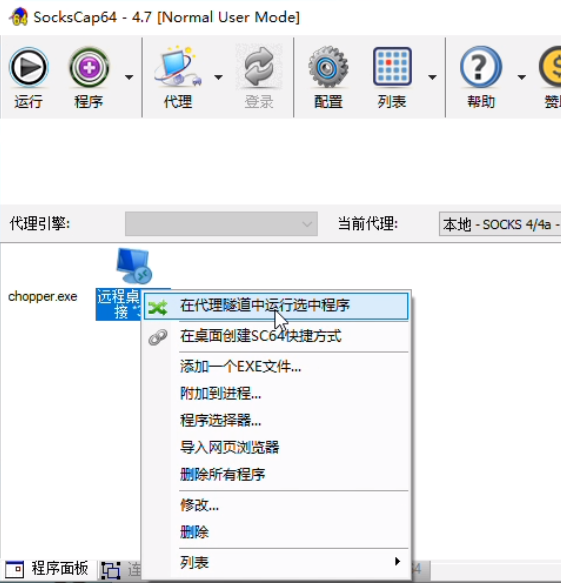 SocksCap64 - 4.7 [Normal User Mode]
运行 程序 代理 登录 配置 列表 帮助
代理引擎: 当前代理: 本地 - SOCKS 4/4a -
chopper.exe
远程桌
接
在代理隧道中运行选中程序
在桌面创建SC64快捷方式
添加一个EXE文件...
附加到进程...
程序选择器...
导入网页浏览器
删除所有程序
修改...
删除
列表
程序面板 连